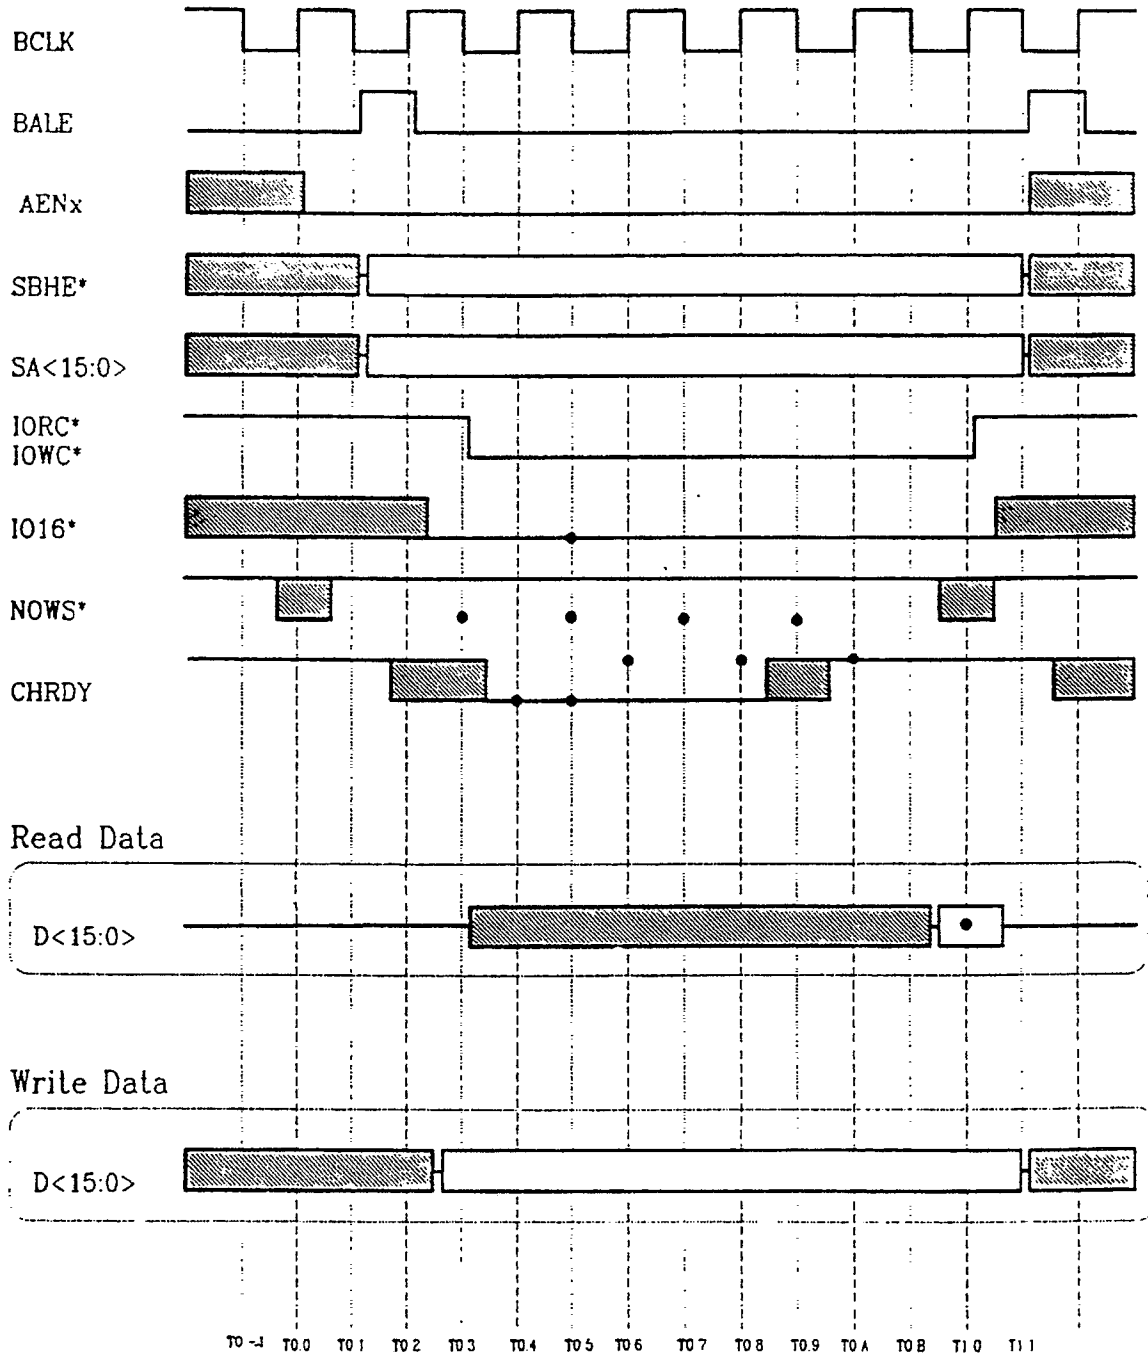 BCLK
BALE
AENx
SBHE*
SA<15:0>
IORC*
IOWC*
IO16*
NOWS*
CHRDY
Read Data
D<15:0>
Write Data
D<15:0>
T0-1 T0.0 T0 1 T0 2 T0 3 T0.4 T0 5 T0 6 T0 7 T0 8 T0.9 T0 A T0 B T1 0 T1 1